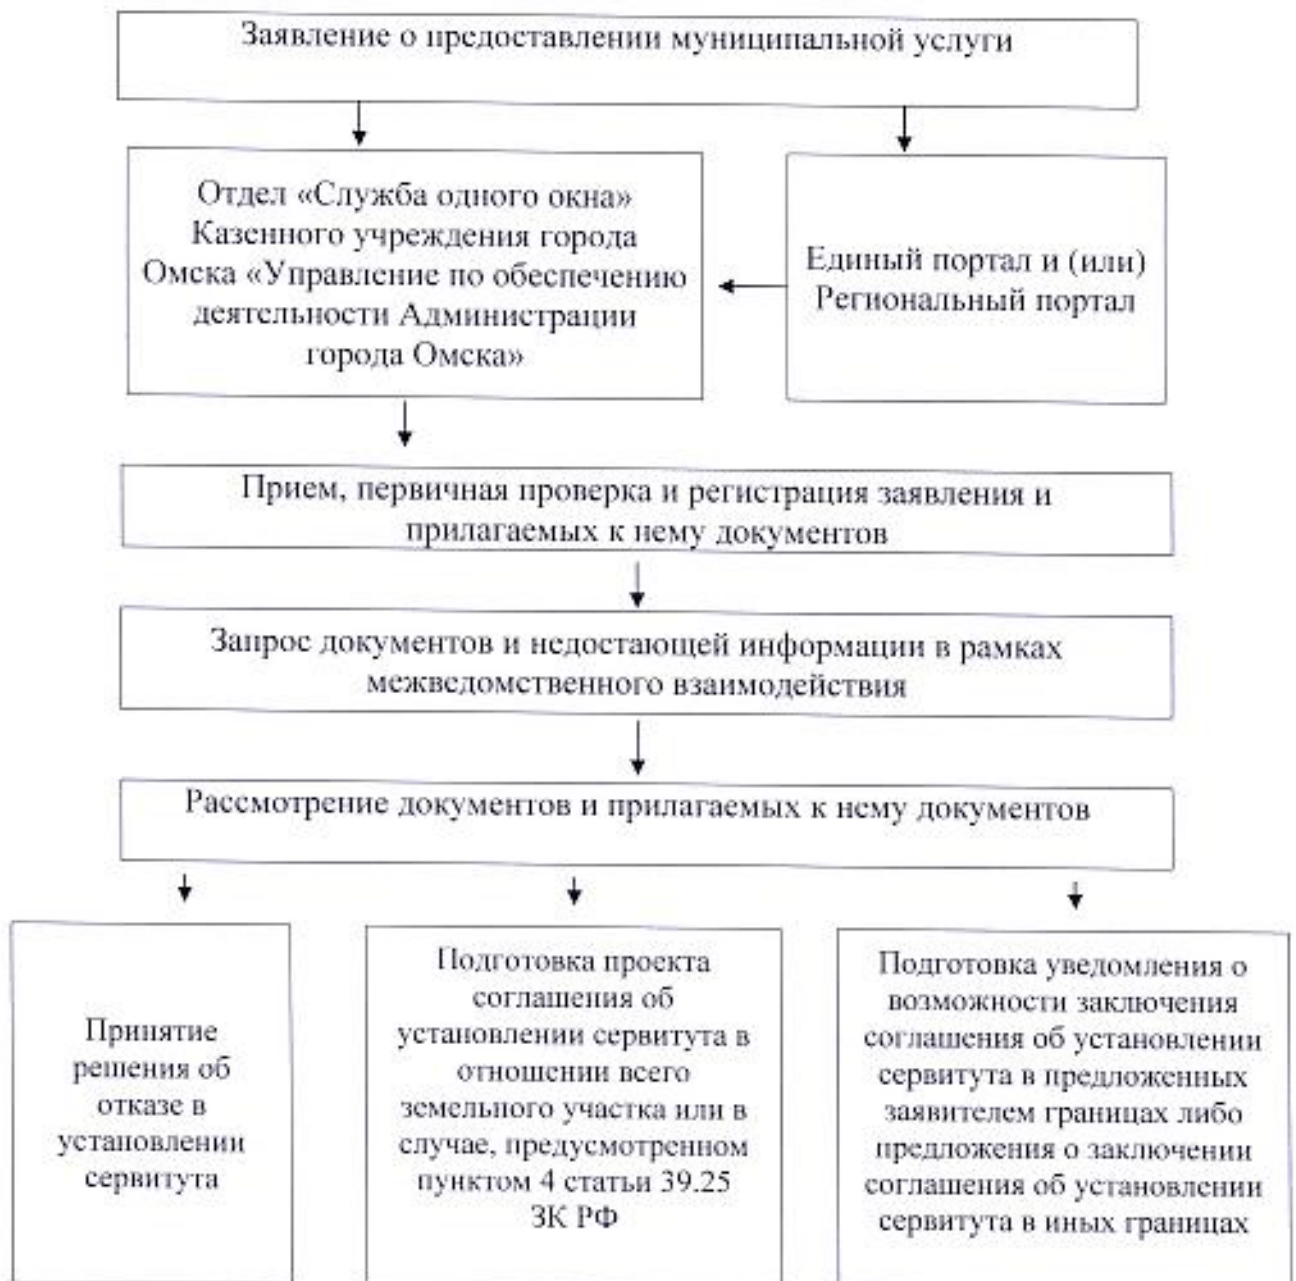 Заявление о предоставлении муниципальной услуги
Отдел «Служба одного окна»
Казенного учреждения города
Омска «Управление по обеспечению
деятельности Администрации
города Омска»
Единый портал и (или)
Региональный портал
Прием, первичная проверка и регистрация заявления и
прилагаемых к нему документов
Запрос документов и недостающей информации в рамках
межведомственного взаимодействия
Рассмотрение документов и прилагаемых к нему документов
Принятие
решения об
отказе в
установлении
сервитута
Подготовка проекта
соглашения об
установлении сервитута в
отношении всего
земельного участка или в
случае, предусмотренном
пунктом 4 статьи 39.25
ЗК РФ
Подготовка уведомления о
возможности заключения
соглашения об установлении
сервитута в предложенных
заявителем границах либо
предложения о заключении
соглашения об установлении
сервитута в иных границах